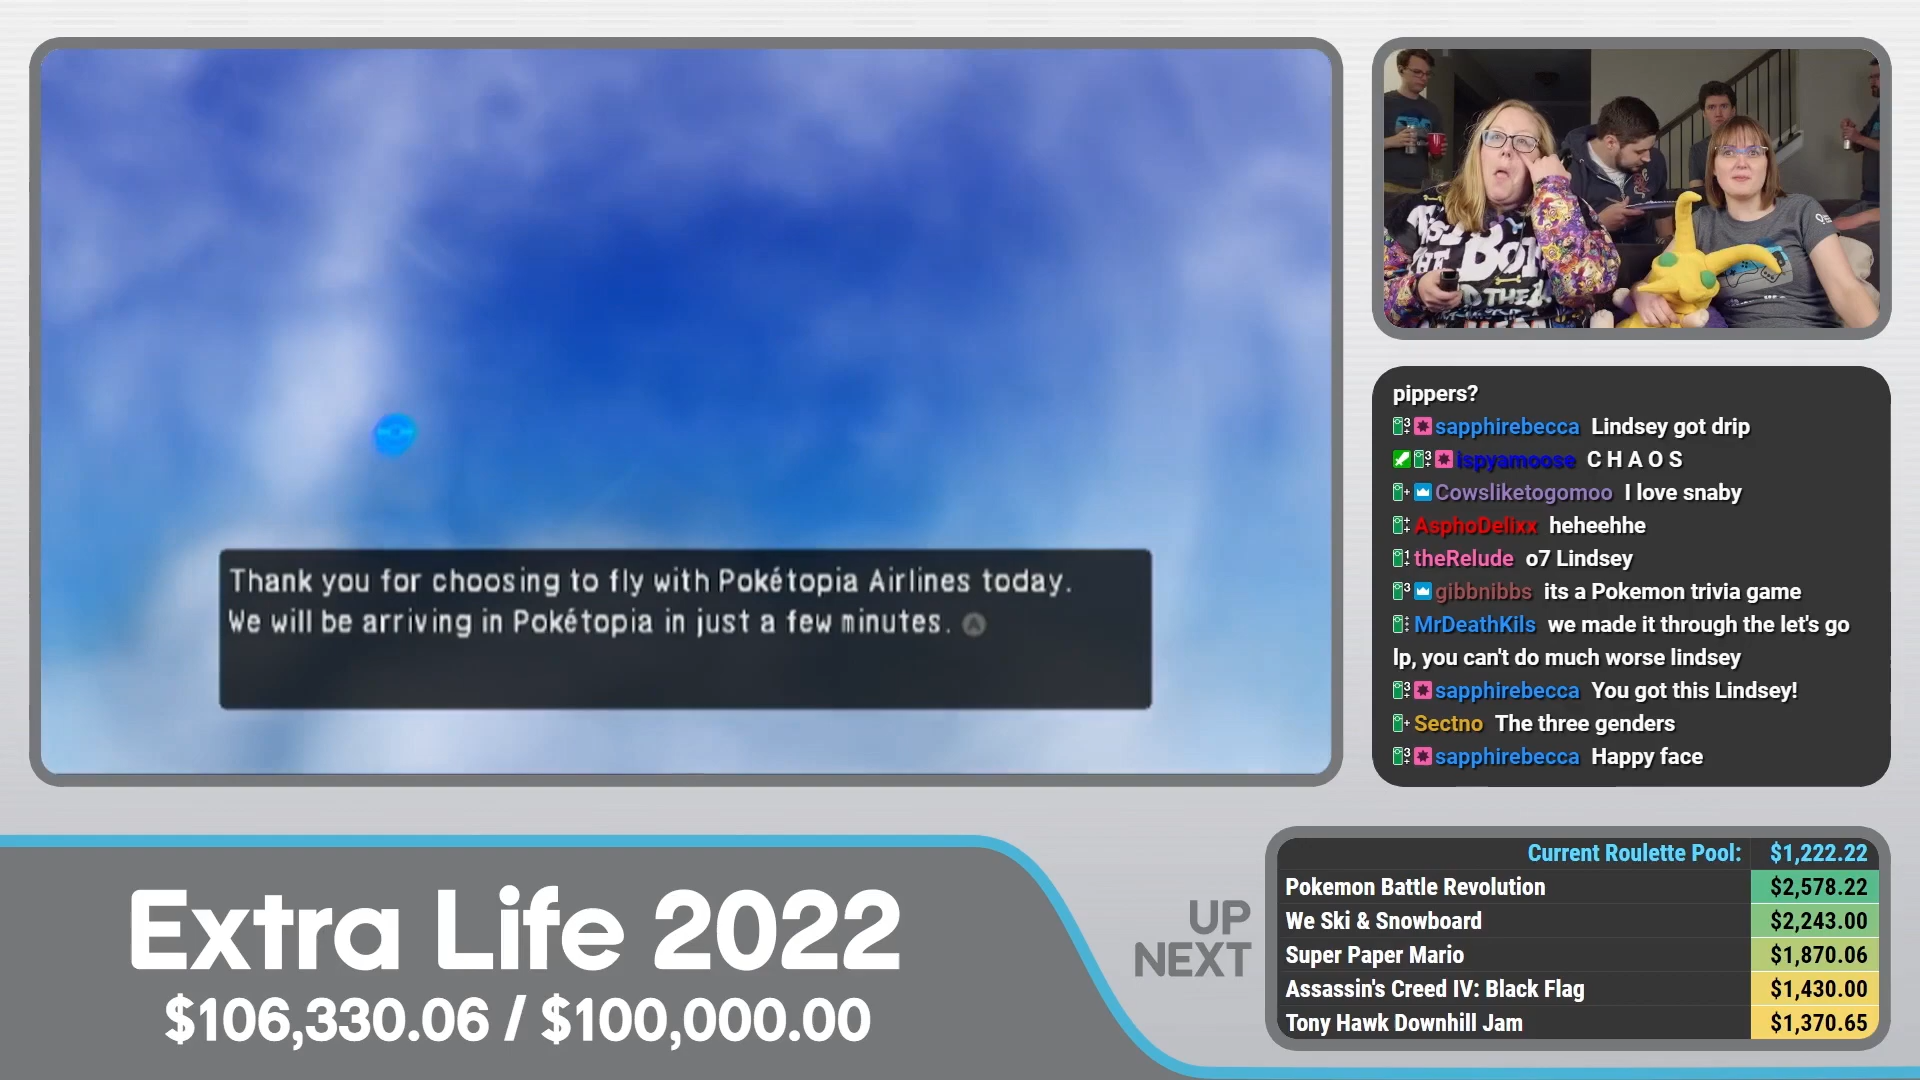 Thank you for choosing to fly with Pokétopia Airlines today.
We will be arriving in Pokétopia in just a few minutes.
pippers?
sapphirebecca Lindsey got drip
ispyamoose C H A O S
Cowsliketogomoo I love snaby
AsphoDelixx heheehhe
theRelude o7 Lindsey
gibbnibbs its a Pokemon trivia game
MrDeathKils we made it through the let's go
lp, you can't do much worse lindsey
sapphirebecca You got this Lindsey!
Sectno The three genders
sapphirebecca Happy face
Extra Life 2022
$106,330.06 / $100,000.00
UP
NEXT
Current Roulette Pool: $1,222.22
Pokemon Battle Revolution $2,578.22
We Ski & Snowboard $2,243.00
Super Paper Mario $1,870.06
Assassin's Creed IV: Black Flag $1,430.00
Tony Hawk Downhill Jam $1,370.65